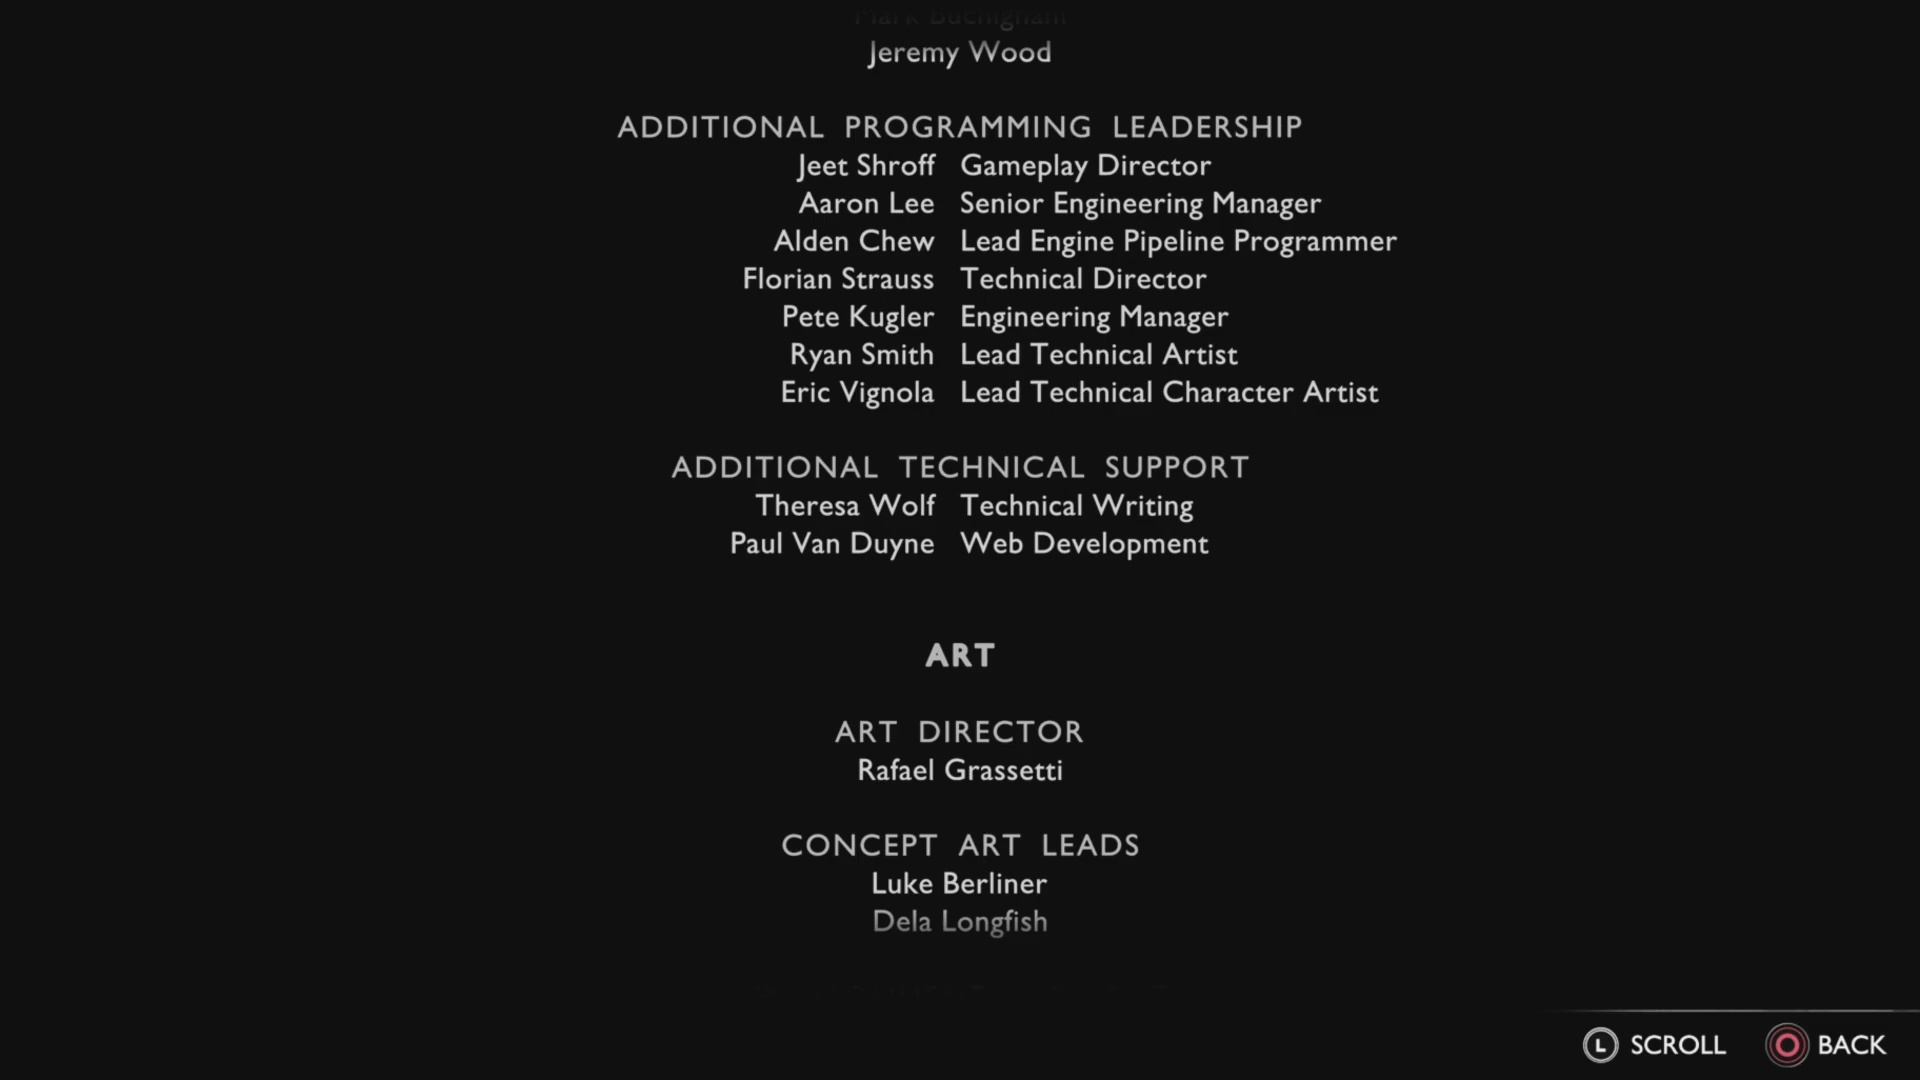 Jeremy Wood
ADDITIONAL PROGRAMMING LEADERSHIP
Jeet Shroff Gameplay Director
Aaron Lee Senior Engineering Manager
Alden Chew Lead Engine Pipeline Programmer
Florian Strauss Technical Director
Pete Kugler Engineering Manager
Ryan Smith Lead Technical Artist
Eric Vignola Lead Technical Character Artist
ADDITIONAL TECHNICAL SUPPORT
Theresa Wolf Technical Writing
Paul Van Duyne Web Development
ART
ART DIRECTOR
Rafael Grassetti
CONCEPT ART LEADS
Luke Berliner
Dela Longfish
L SCROLL BACK